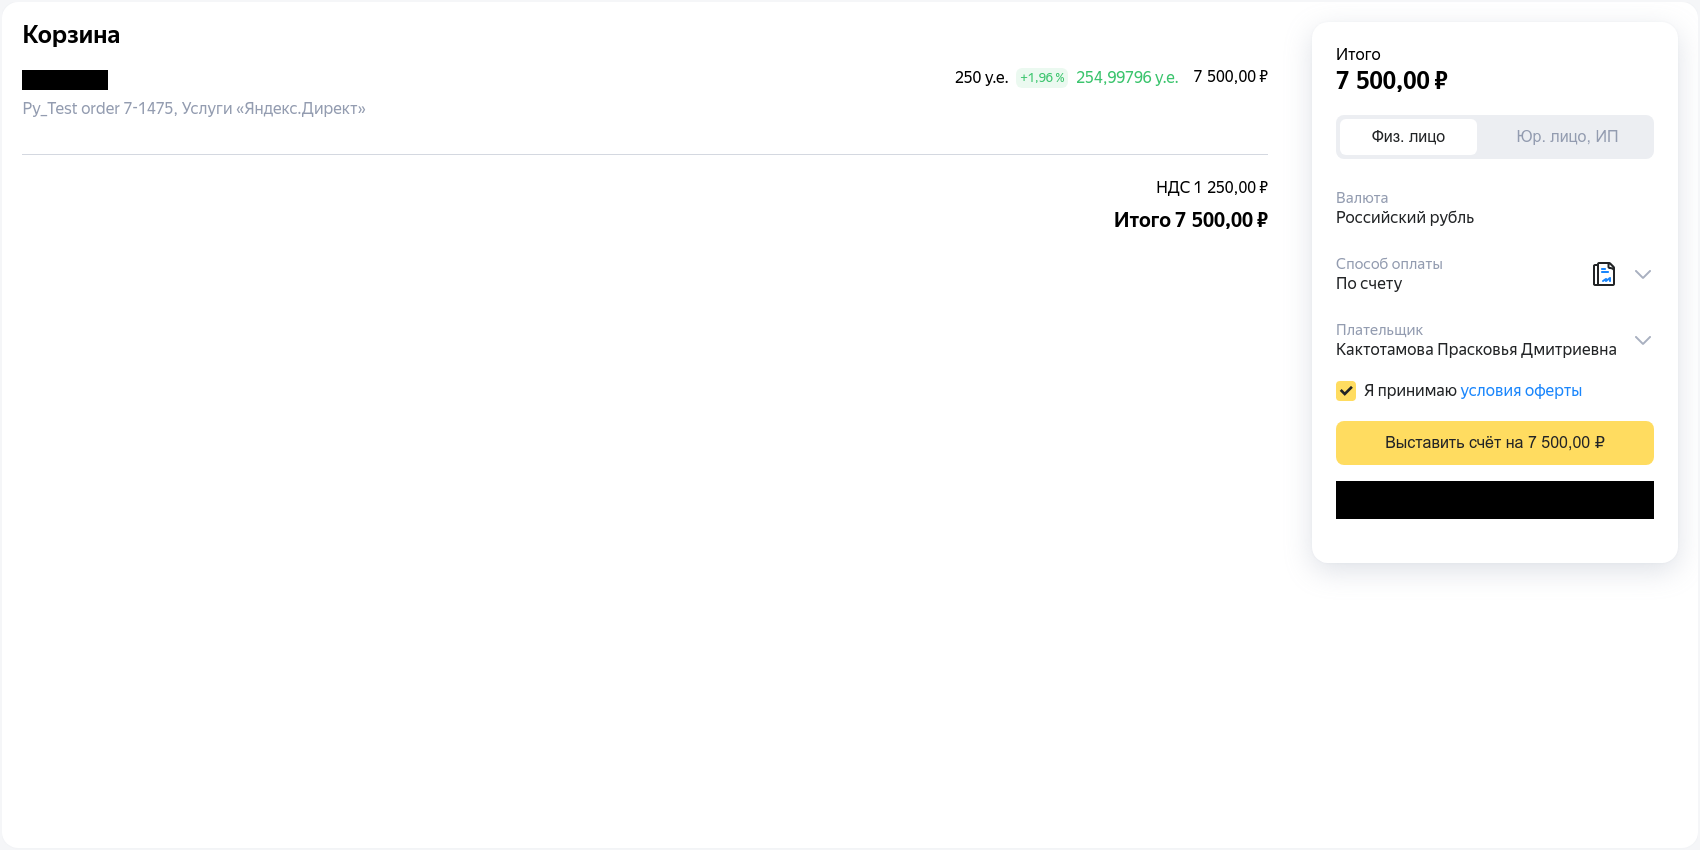 Корзина
250 у.е. +1,96 % 254,99796 у.е. 7 500,00 ₽
Py_Test order 7-1475, Услуги «Яндекс.Директ»
НДС 1 250,00 ₽
Итого 7 500,00 ₽
Итого
7 500,00 ₽
Физ. лицо Юр. лицо, ИП
Валюта
Российский рубль
Способ оплаты
По счету
Плательщик
Кактотамова Прасковья Дмитриевна
Я принимаю условия оферты
Выставить счёт на 7 500,00 ₽